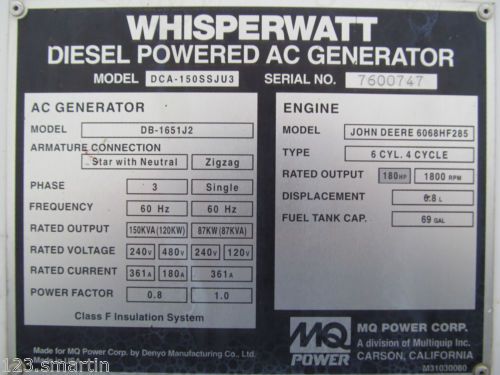 WHISPERWATT
DIESEL POWERED AC GENERATOR
MODEL DCA-150SSJU3 SERIAL NO. 7600747
AC GENERATOR
MODEL DB-1651J2
ARMATURE CONNECTION
Star with Neutral Zigzag
PHASE 3 Single
FREQUENCY 60 Hz 60 Hz
RATED OUTPUT 150KVA (120KW) 87KW (87KVA)
RATED VOLTAGE 240V 480V 240V 120V
RATED CURRENT 361A 180A 361A
POWER FACTOR 0.8 1.0
Class F Insulation System
ENGINE
MODEL JOHN DEERE 6068HF285
TYPE 6 CYL. 4 CYCLE
RATED OUTPUT 180HP 1800 RPM
DISPLACEMENT 6.8 L
FUEL TANK CAP. 69 GAL
Made for MQ Power Corp. by Denyo Manufacturing Co., Ltd.
Made in USA
MQ
POWER
MQ POWER CORP.
A division of Multiquip Inc.
CARSON, CALIFORNIA
M31030060
123.smartin